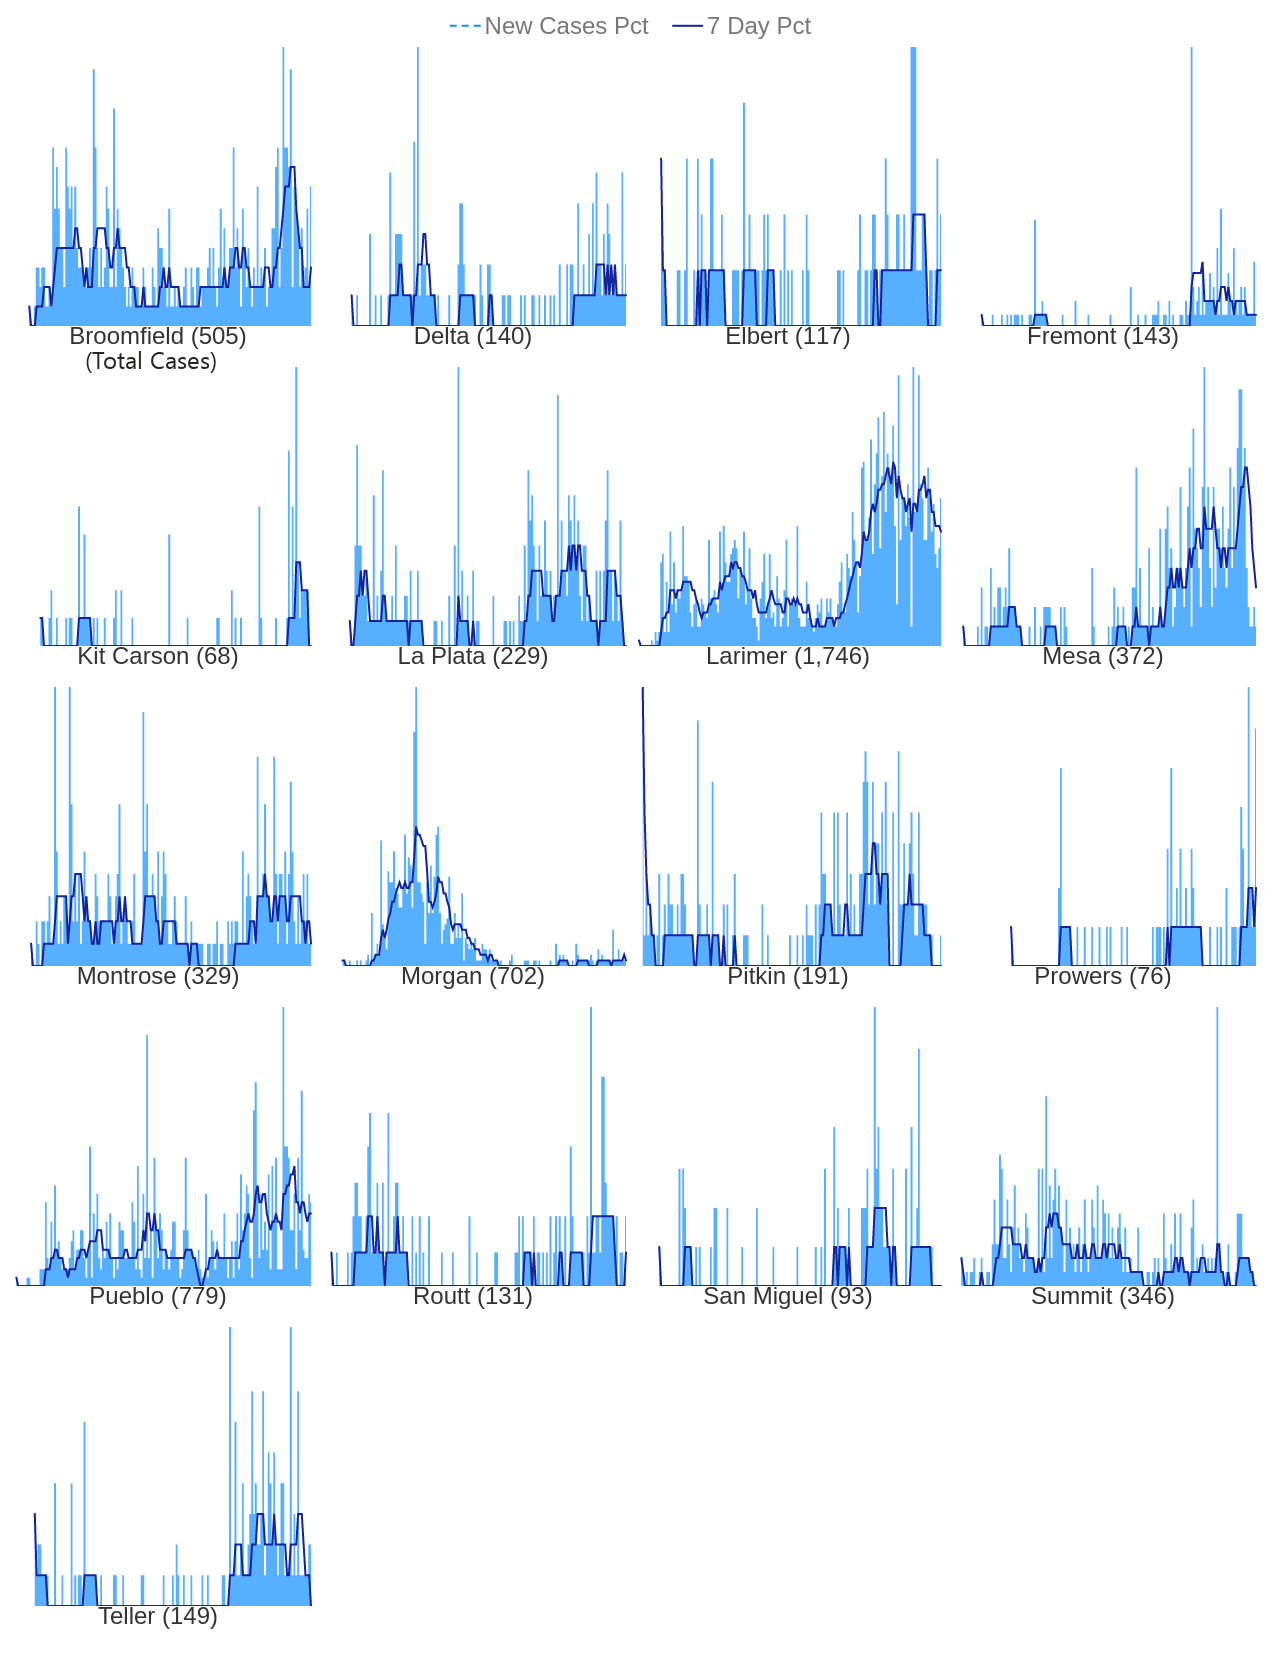 New Cases Pct 7 Day Pct
Broomfield (505) Delta (140) Elbert (117) Fremont (143)
(Total Cases)
Kit Carson (68) La Plata (229) Larimer (1,746) Mesa (372)
Montrose (329) Morgan (702) Pitkin (191) Prowers (76)
Pueblo (779) Routt (131) San Miguel (93) Summit (346)
Teller (149)